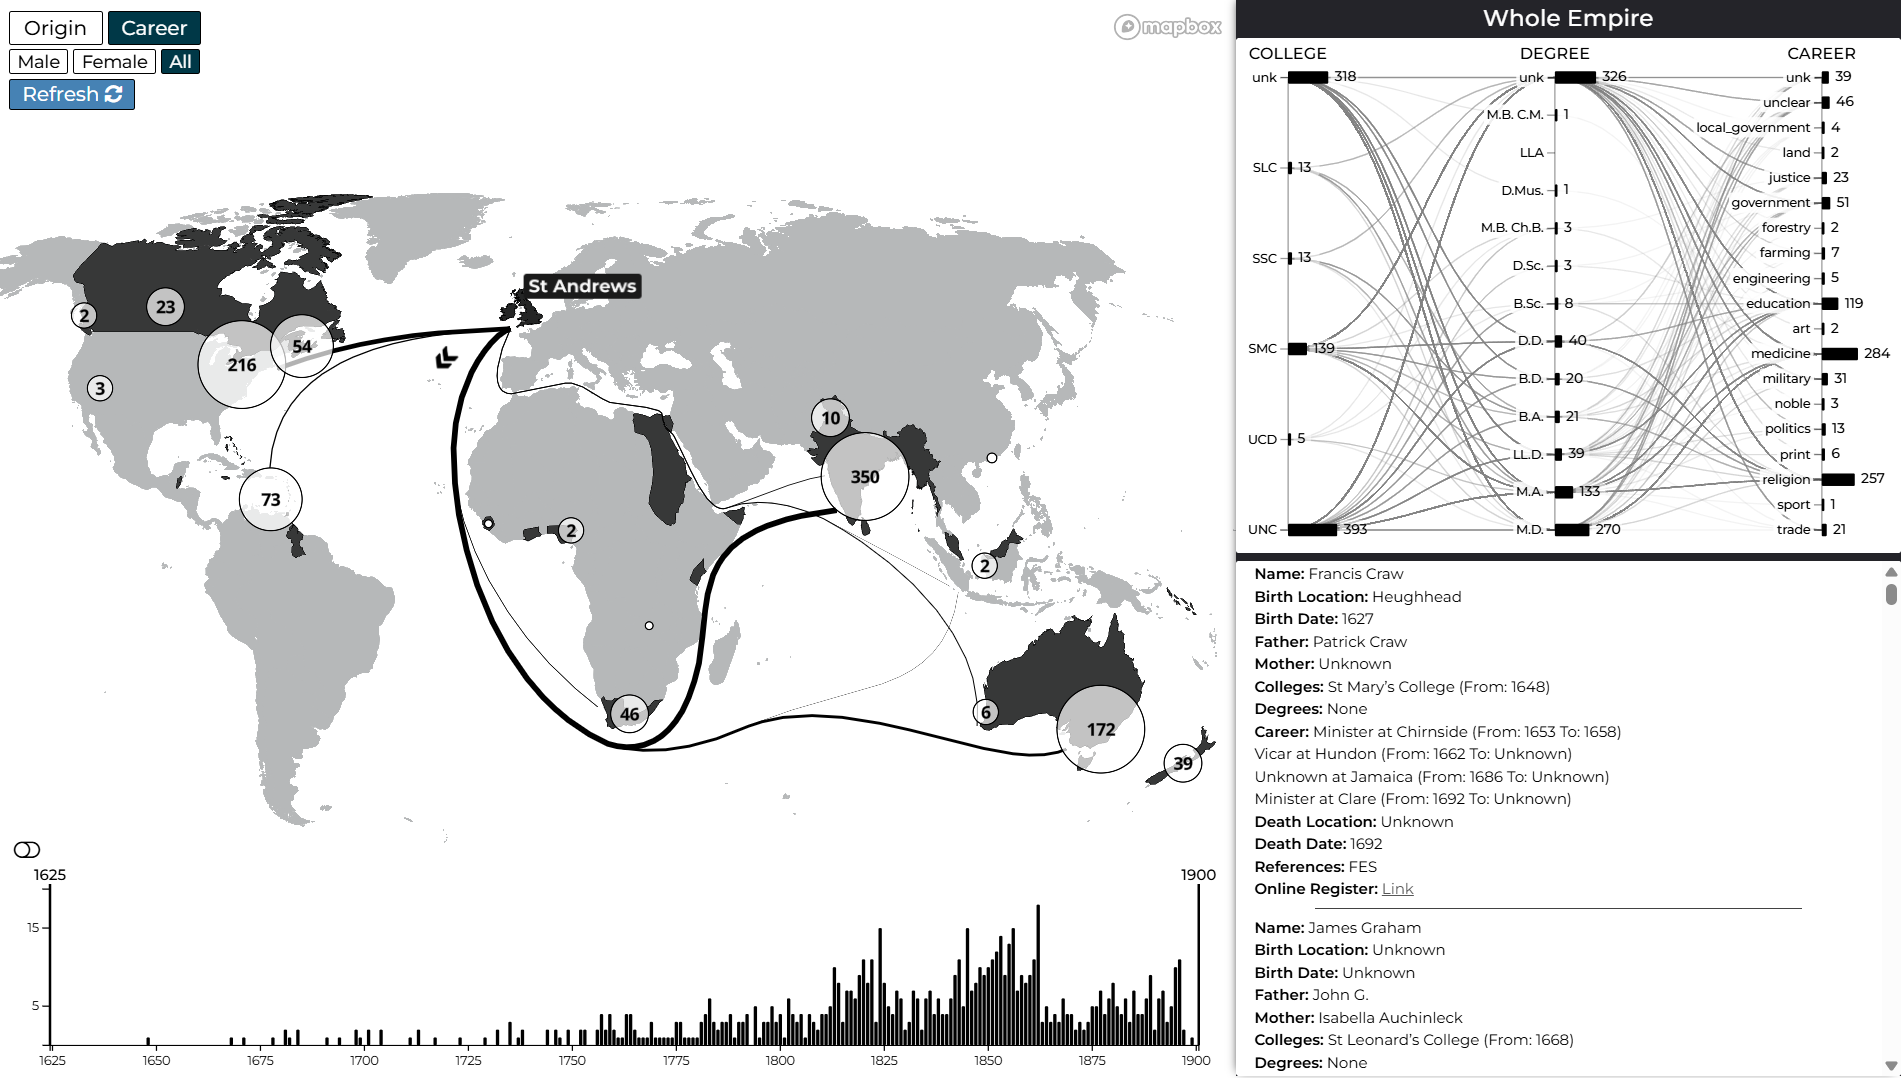 Origin
Career
Male
Female
All
Refresh
mapbox
St Andrews
2
23
216
54
3
73
2
10
350
2
46
6
172
39
1625
1900
15
5
1625
1650
1675
1700
1725
1750
1775
1800
1825
1850
1875
1900
Whole Empire
COLLEGE
DEGREE
CAREER
unk 318
SLC 13
SSC 13
SMC 139
UCD 5
UNC 393
unk 326
M.B. C.M. 1
LLA
D.Mus. 1
M.B. Ch.B. 3
D.Sc. 3
B.Sc. 8
D.D. 40
B.D. 20
B.A. 21
LL.D. 39
M.A. 133
M.D. 270
unk 39
unclear 46
local_government 4
land 2
justice 23
government 51
forestry 2
farming 7
engineering 5
education 119
art 2
medicine 284
military 31
noble 3
politics 13
print 6
religion 257
sport 1
trade 21
Name: Francis Craw
Birth Location: Heughhead
Birth Date: 1627
Father: Patrick Craw
Mother: Unknown
Colleges: St Mary's College (From: 1648)
Degrees: None
Career: Minister at Chirnside (From: 1653 To: 1658)
Vicar at Hundon (From: 1662 To: Unknown)
Unknown at Jamaica (From: 1686 To: Unknown)
Minister at Clare (From: 1692 To: Unknown)
Death Location: Unknown
Death Date: 1692
References: FES
Online Register: Link
Name: James Graham
Birth Location: Unknown
Birth Date: Unknown
Father: John G.
Mother: Isabella Auchinleck
Colleges: St Leonard's College (From: 1668)
Degrees: None